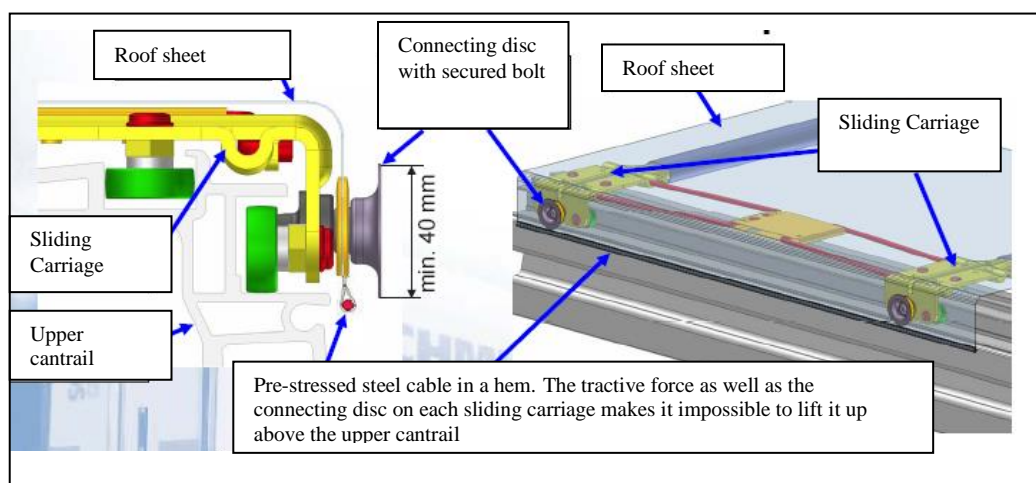 Roof sheet
Connecting disc
with secured bolt
Roof sheet
Sliding Carriage
min. 40 mm
Sliding
Carriage
Upper
cantrail
Pre-stressed steel cable in a hem. The tractive force as well as the
connecting disc on each sliding carriage makes it impossible to lift it up
above the upper cantrail